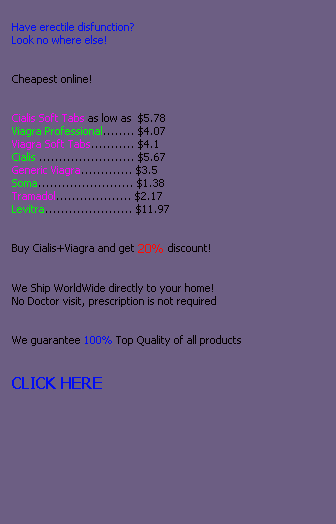 Have erectile disfunction?
Look no where else!
Cheapest online!
Cialis Soft Tabs as low as $5.78
Viagra Professional........ $4.07
Viagra Soft Tabs........... $4.1
Cialis ........................ $5.67
............. $3.5
Soma........................ $1.38
Tramadol................... $2.17
Levitra...................... $11.97
Buy Cialis+Viagra and get 20% discount!
We Ship WorldWide directly to your home!
No Doctor visit, prescription is not required
We guarantee 100% Top Quality of all products
CLICK HERE